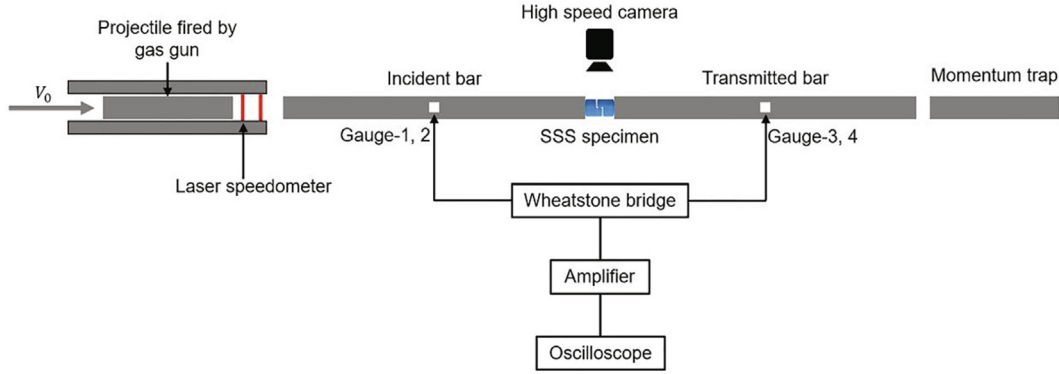 High speed camera
Projectile fired by
gas gun
Incident bar
Transmitted bar
Momentum trap
V₀
Gauge-1, 2
SSS specimen
Gauge-3, 4
Laser speedometer
Wheatstone bridge
Amplifier
Oscilloscope